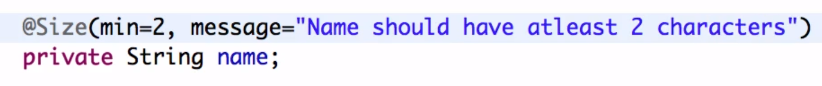 @Size(min=2, message="Name should have atleast 2 characters")
private String name;